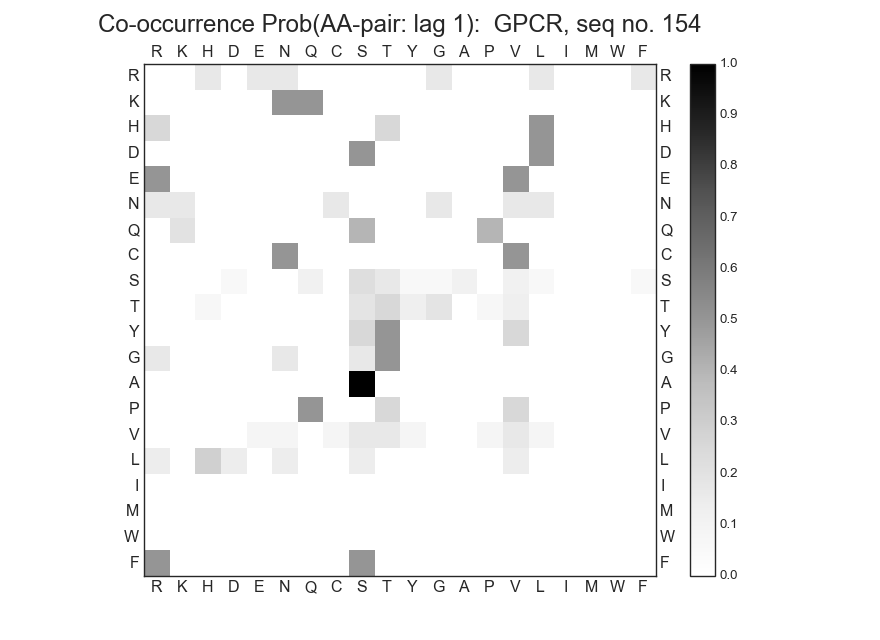 Co-occurrence Prob(AA-pair: lag 1):  GPCR, seq no. 154
R K H D E N Q C S T Y G A P V L I M W F
1.0
R R
K K
0.9
H H
D D
0.8
E E
0.7
N N
Q Q
0.6
C C
S S
0.5
T T
Y Y
0.4
G G
A A
0.3
P P
V V
0.2
L L
I I
0.1
M M
W W
F F
0.0
R K H D E N Q C S T Y G A P V L I M W F